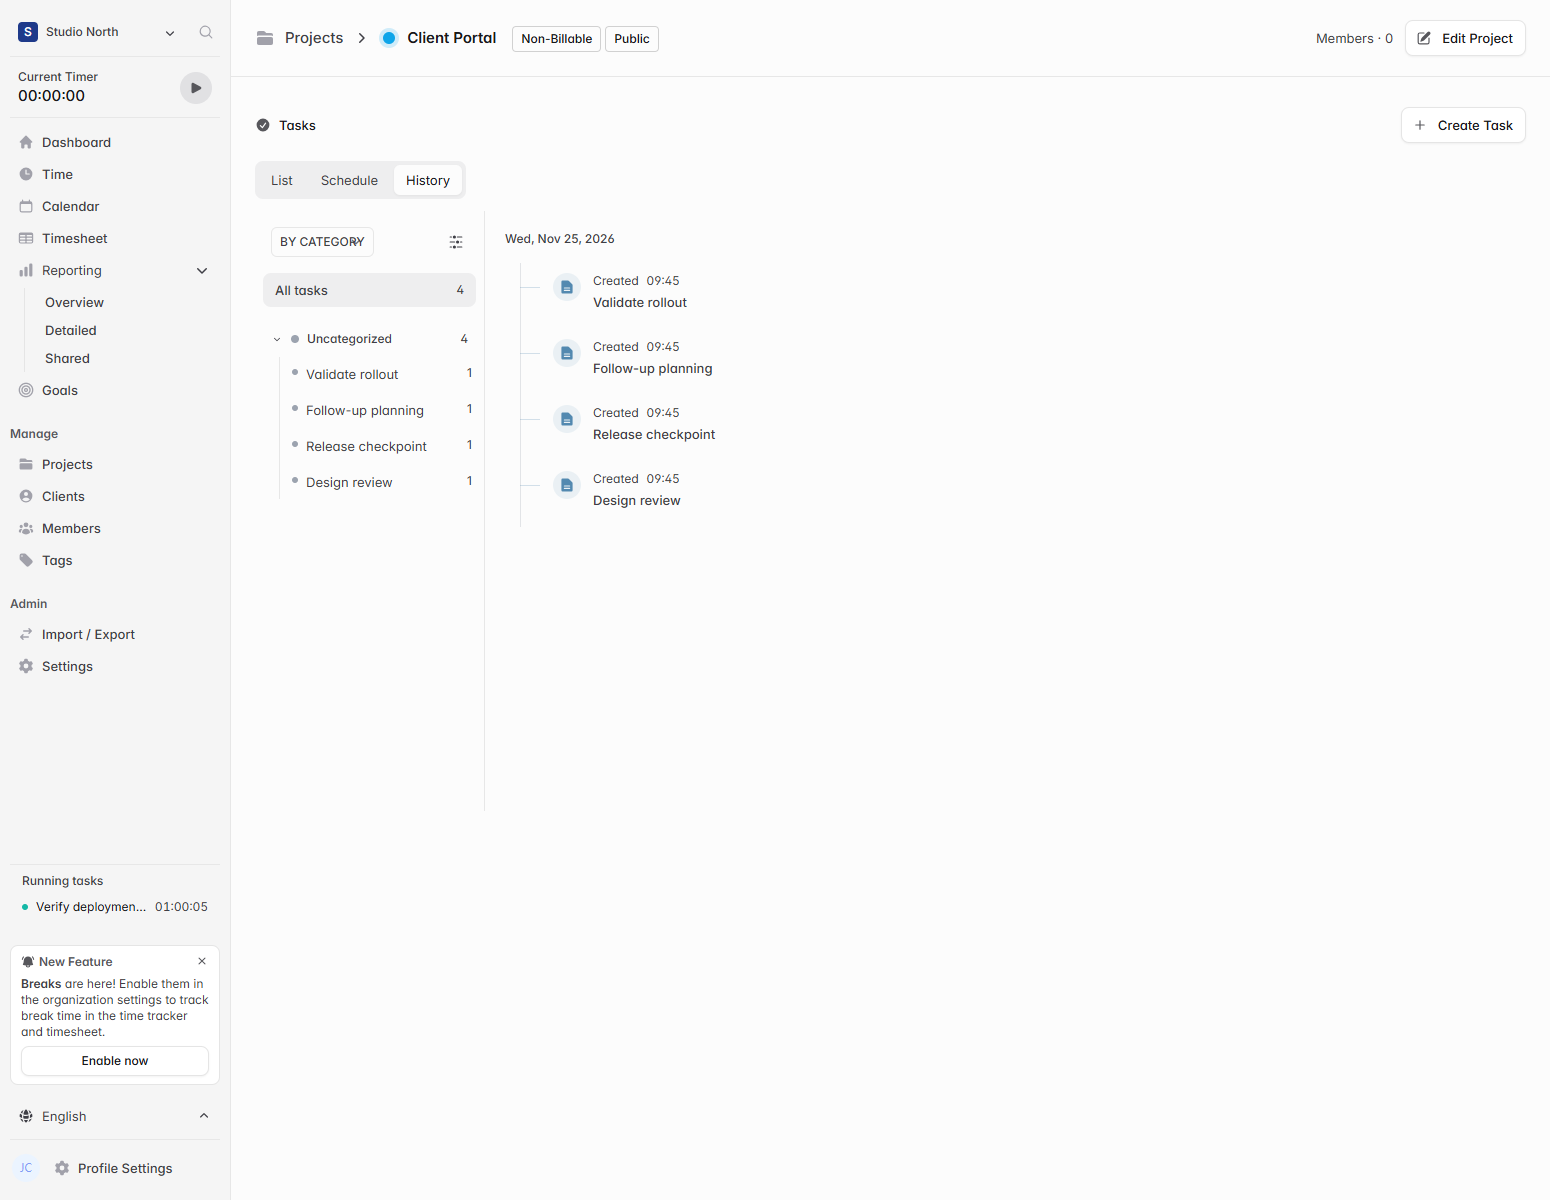 S Studio North
Current Timer
00:00:00
Dashboard
Time
Calendar
Timesheet
Reporting
Overview
Detailed
Shared
Goals
Manage
Projects
Clients
Members
Tags
Admin
Import / Export
Settings
Running tasks
Verify deploymen... 01:00:05
New Feature
Breaks are here! Enable them in
the organization settings to track
break time in the time tracker
and timesheet.
Enable now
English
JC Profile Settings
Projects Client Portal Non-Billable Public
Members · 0 Edit Project
Tasks
Create Task
List Schedule History
BY CATEGORY
All tasks 4
Uncategorized 4
Validate rollout 1
Follow-up planning 1
Release checkpoint 1
Design review 1
Wed, Nov 25, 2026
Created 09:45
Validate rollout
Created 09:45
Follow-up planning
Created 09:45
Release checkpoint
Created 09:45
Design review